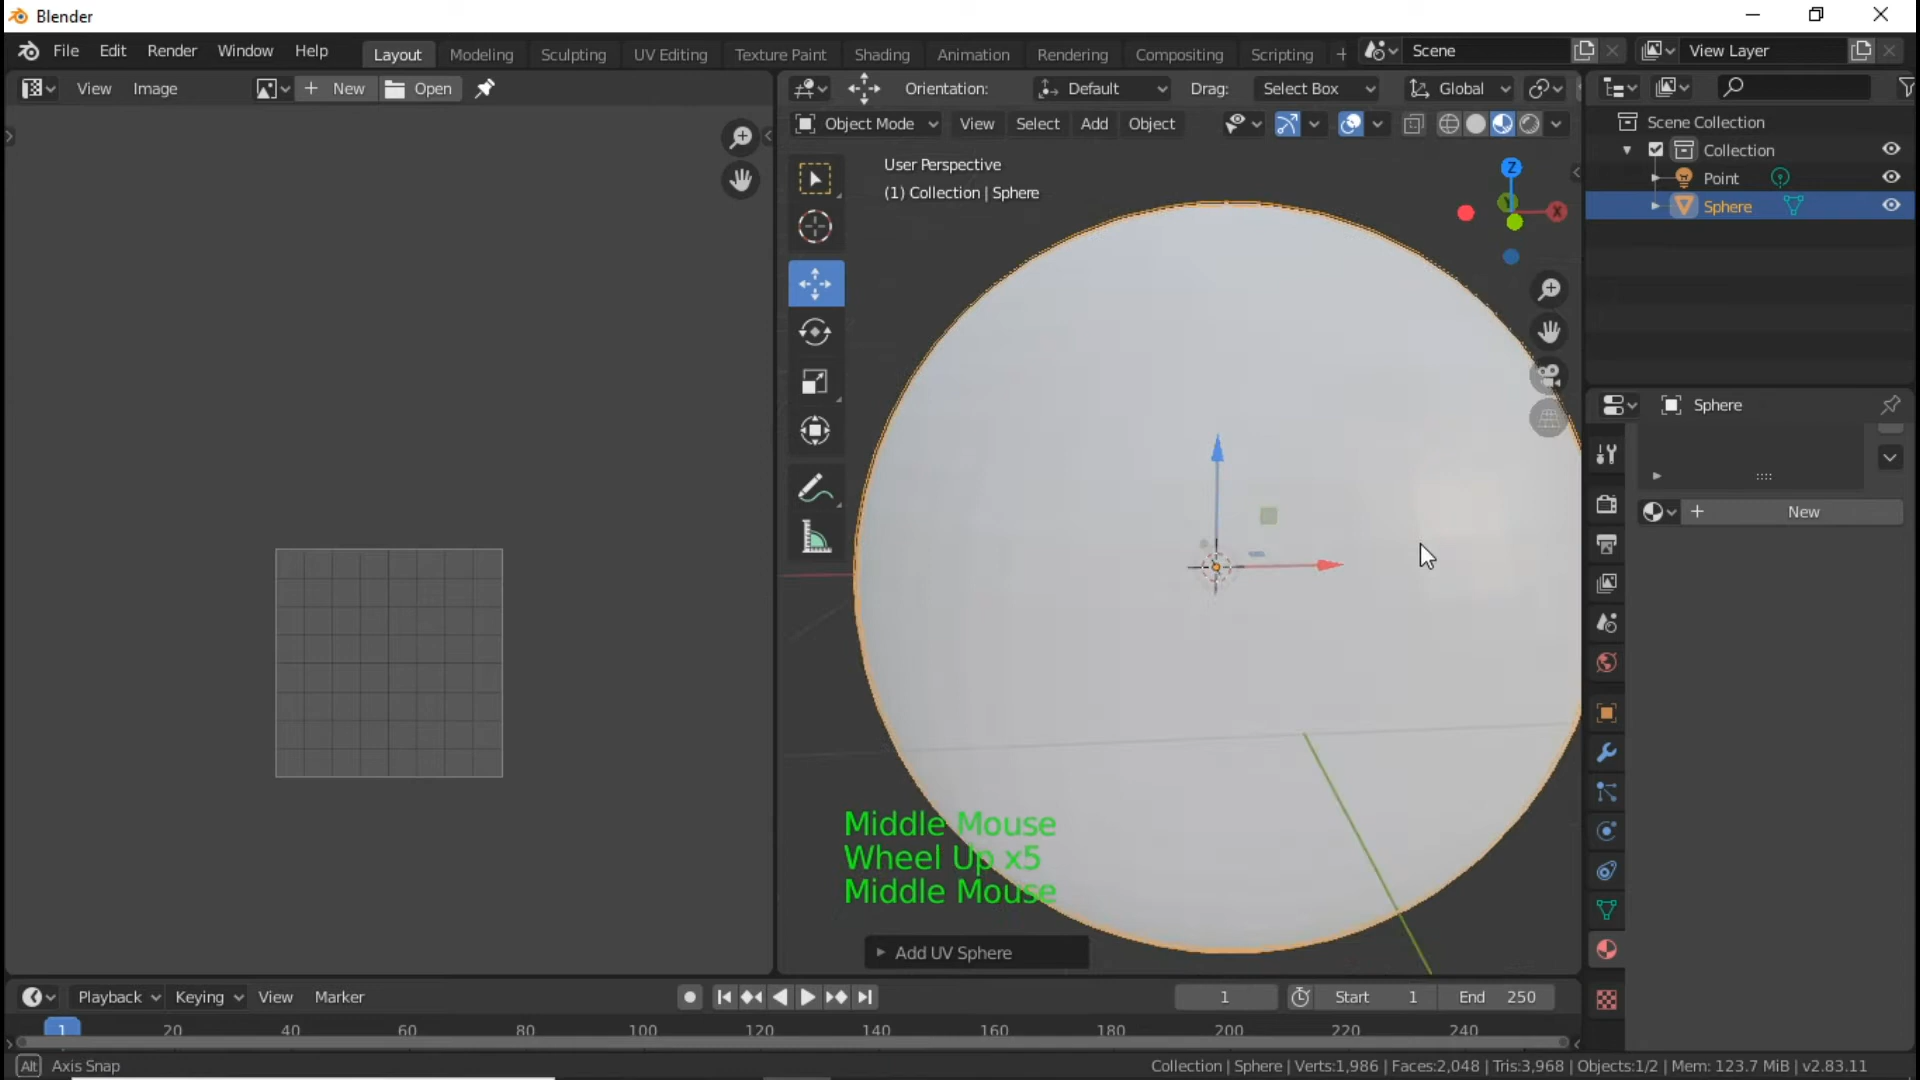 Blender
File Edit Render Window Help
Layout Modeling Sculpting UV Editing Texture Paint Shading Animation Rendering Compositing Scripting +
Scene
View Layer
View Image
+ New Open
Orientation: Default Drag: Select Box Global
Object Mode View Select Add Object
User Perspective
(1) Collection | Sphere
Z
X
Y
Scene Collection
Collection
Point
Sphere
Sphere
+ New
Middle Mouse
Wheel Up x5
Middle Mouse
Add UV Sphere
Playback Keying View Marker
1
Start 1
End 250
1 20 40 60 80 100 120 140 160 180 200 220 240
Alt Axis Snap
Collection | Sphere | Verts:1,986 | Faces:2,048 | Tris:3,968 | Objects:1/2 | Mem: 123.7 MiB | v2.83.11